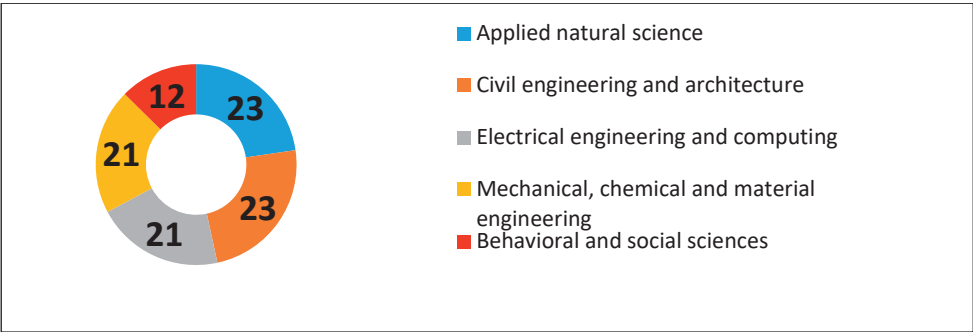 Applied natural science
12
23
Civil engineering and architecture
Electrical engineering and computing
21
Mechanical, chemical and material
engineering
23
21
Behavioral and social sciences